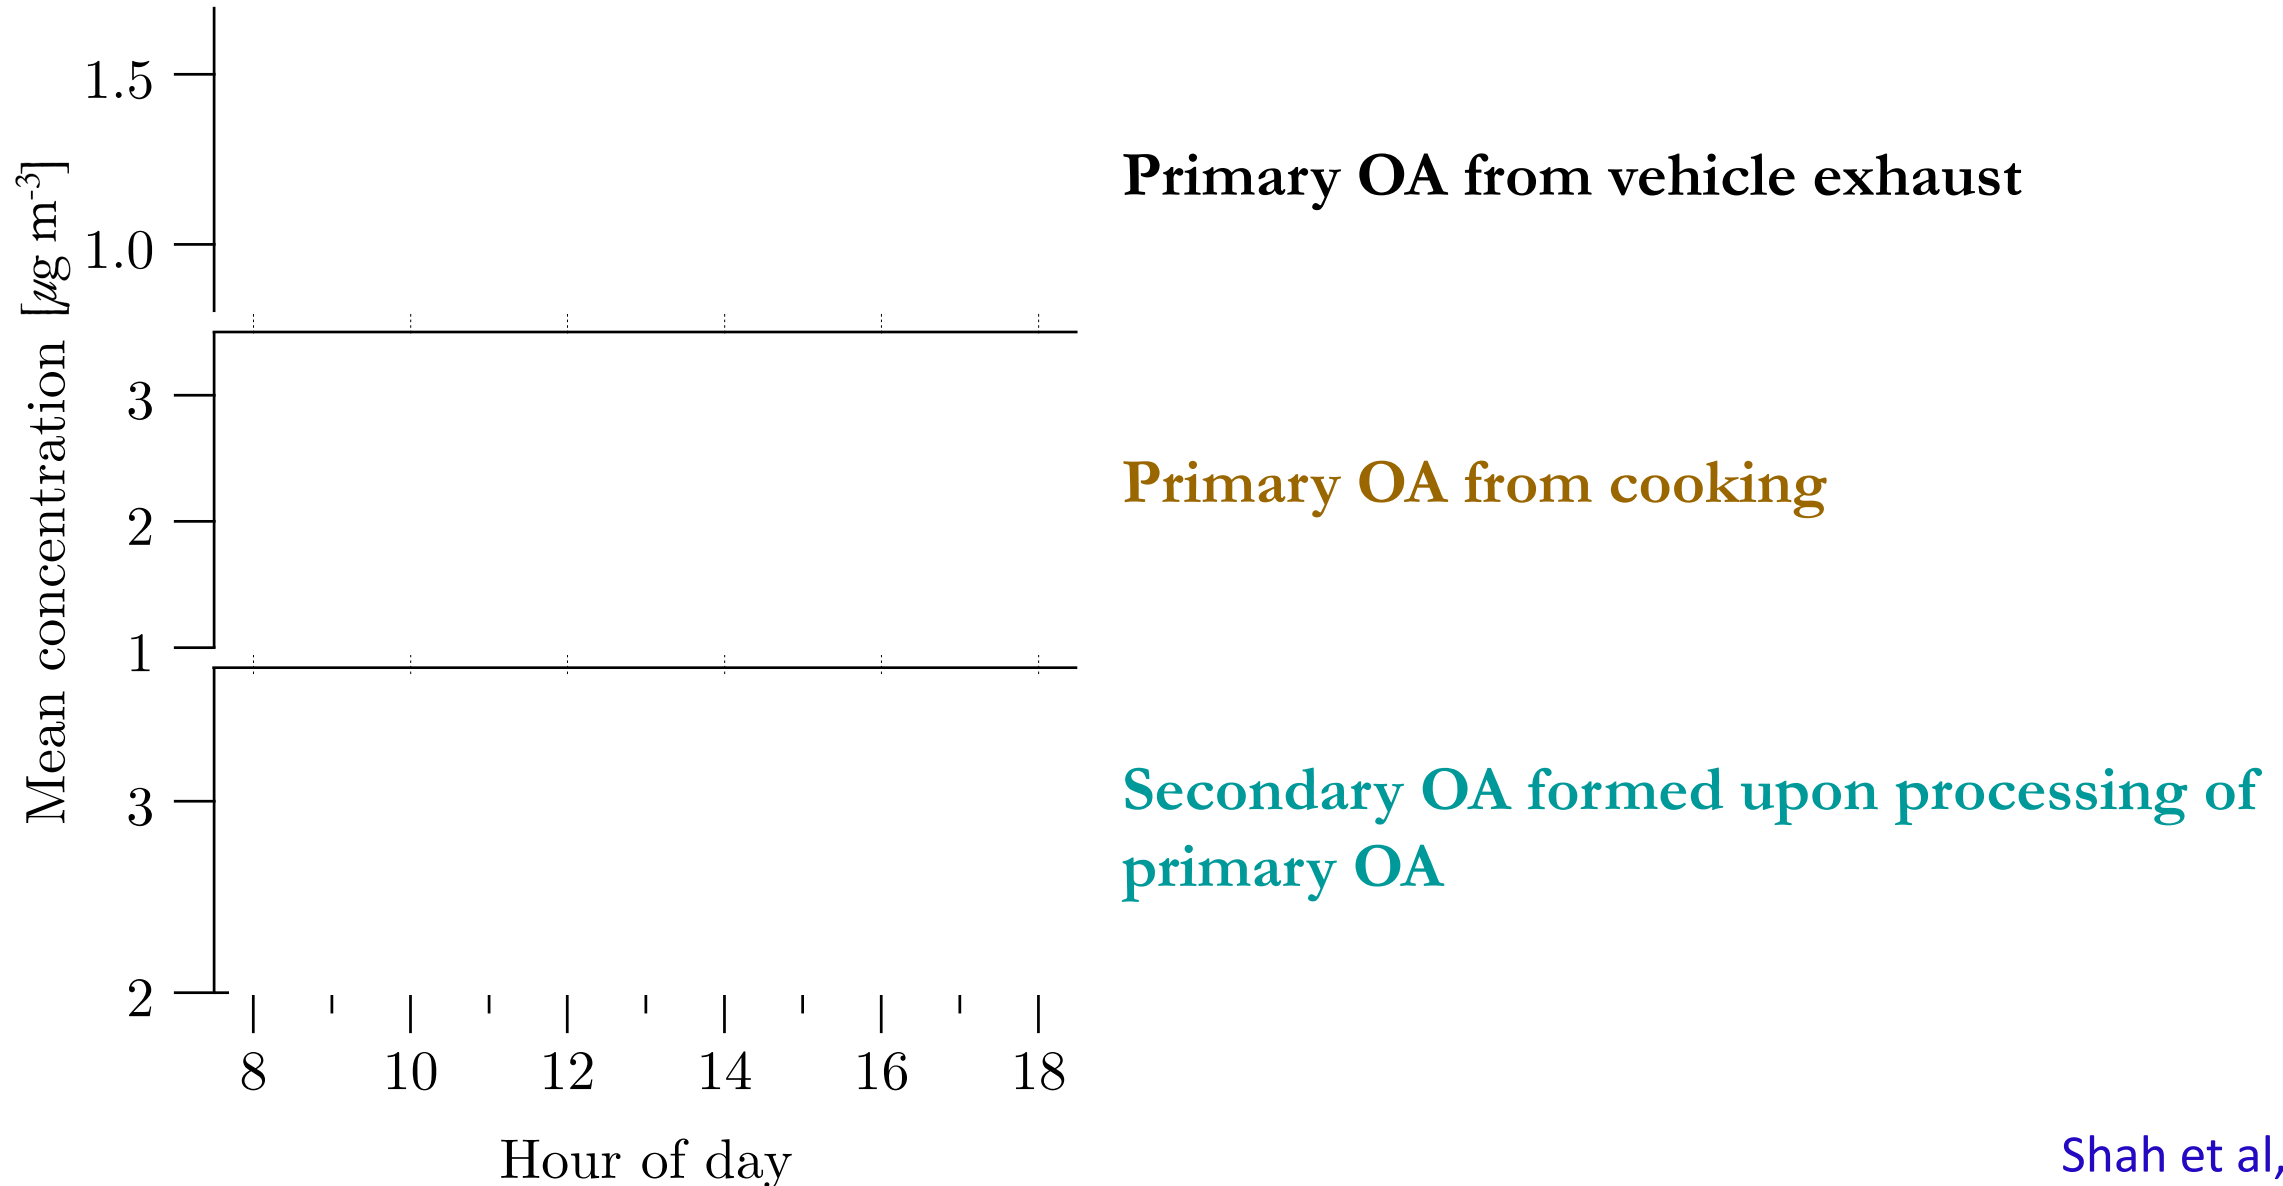 Mean concentration [μg m-3]
1.5
1.0
Primary OA from vehicle exhaust
3
2
1
Primary OA from cooking
3
2
Secondary OA formed upon processing of
primary OA
8 10 12 14 16 18
Hour of day
Shah et al,